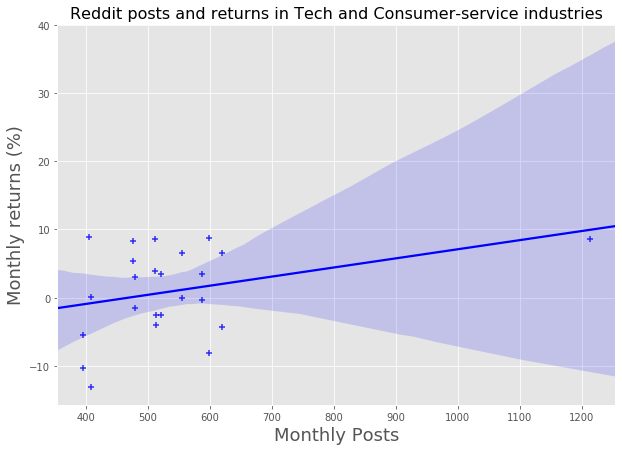 Reddit posts and returns in Tech and Consumer-service industries
40
30
20
10
0
−10
Monthly returns (%)
400 500 600 700 800 900 1000 1100 1200
Monthly Posts